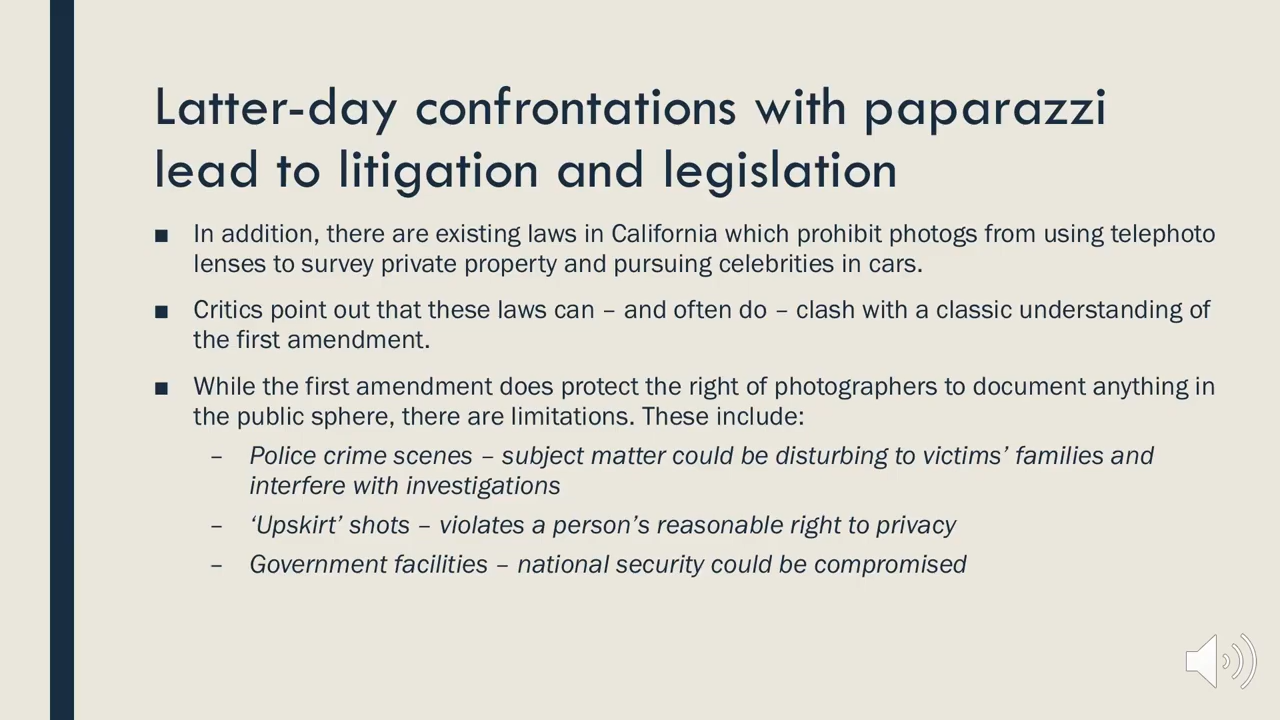 Latter-day confrontations with paparazzi
lead to litigation and legislation
■ In addition, there are existing laws in California which prohibit photogs from using telephoto
lenses to survey private property and pursuing celebrities in cars.
■ Critics point out that these laws can – and often do – clash with a classic understanding of
the first amendment.
■ While the first amendment does protect the right of photographers to document anything in
the public sphere, there are limitations. These include:
– Police crime scenes – subject matter could be disturbing to victims’ families and
interfere with investigations
– ‘Upskirt’ shots – violates a person’s reasonable right to privacy
– Government facilities – national security could be compromised